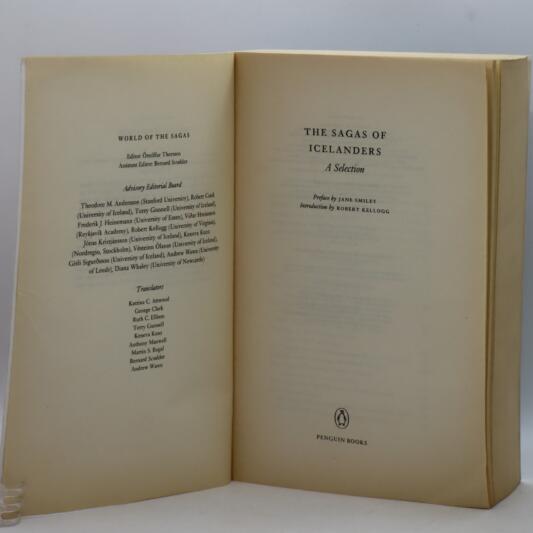 WORLD OF THE SAGAS
Editor Örnólfur Thorsson
Assistant Editor Bernard Scudder
Advisory Editorial Board
Theodore M. Andersson (Stanford University), Robert Cook
(University of Iceland), Terry Gunnell (University of Iceland),
Frederik J. Heinemann (University of Essen), Viðar Hreinsson
(Reykjavík Academy), Robert Kellogg (University of Virginia),
Jónas Kristjánsson (University of Iceland), Keneva Kunz
(Nordregio, Stockholm), Vésteinn Ólason (University of Iceland),
Gísli Sigurðsson (University of Iceland), Andrew Wawn (University
of Leeds), Diana Whaley (University of Newcastle)
Translators
Katrina C. Attwood
George Clark
Ruth C. Ellison
Terry Gunnell
Keneva Kunz
Anthony Maxwell
Martin S. Regal
Bernard Scudder
Andrew Wawn
THE SAGAS OF
ICELANDERS
A Selection
Preface by JANE SMILEY
Introduction by ROBERT KELLOGG
PENGUIN BOOKS